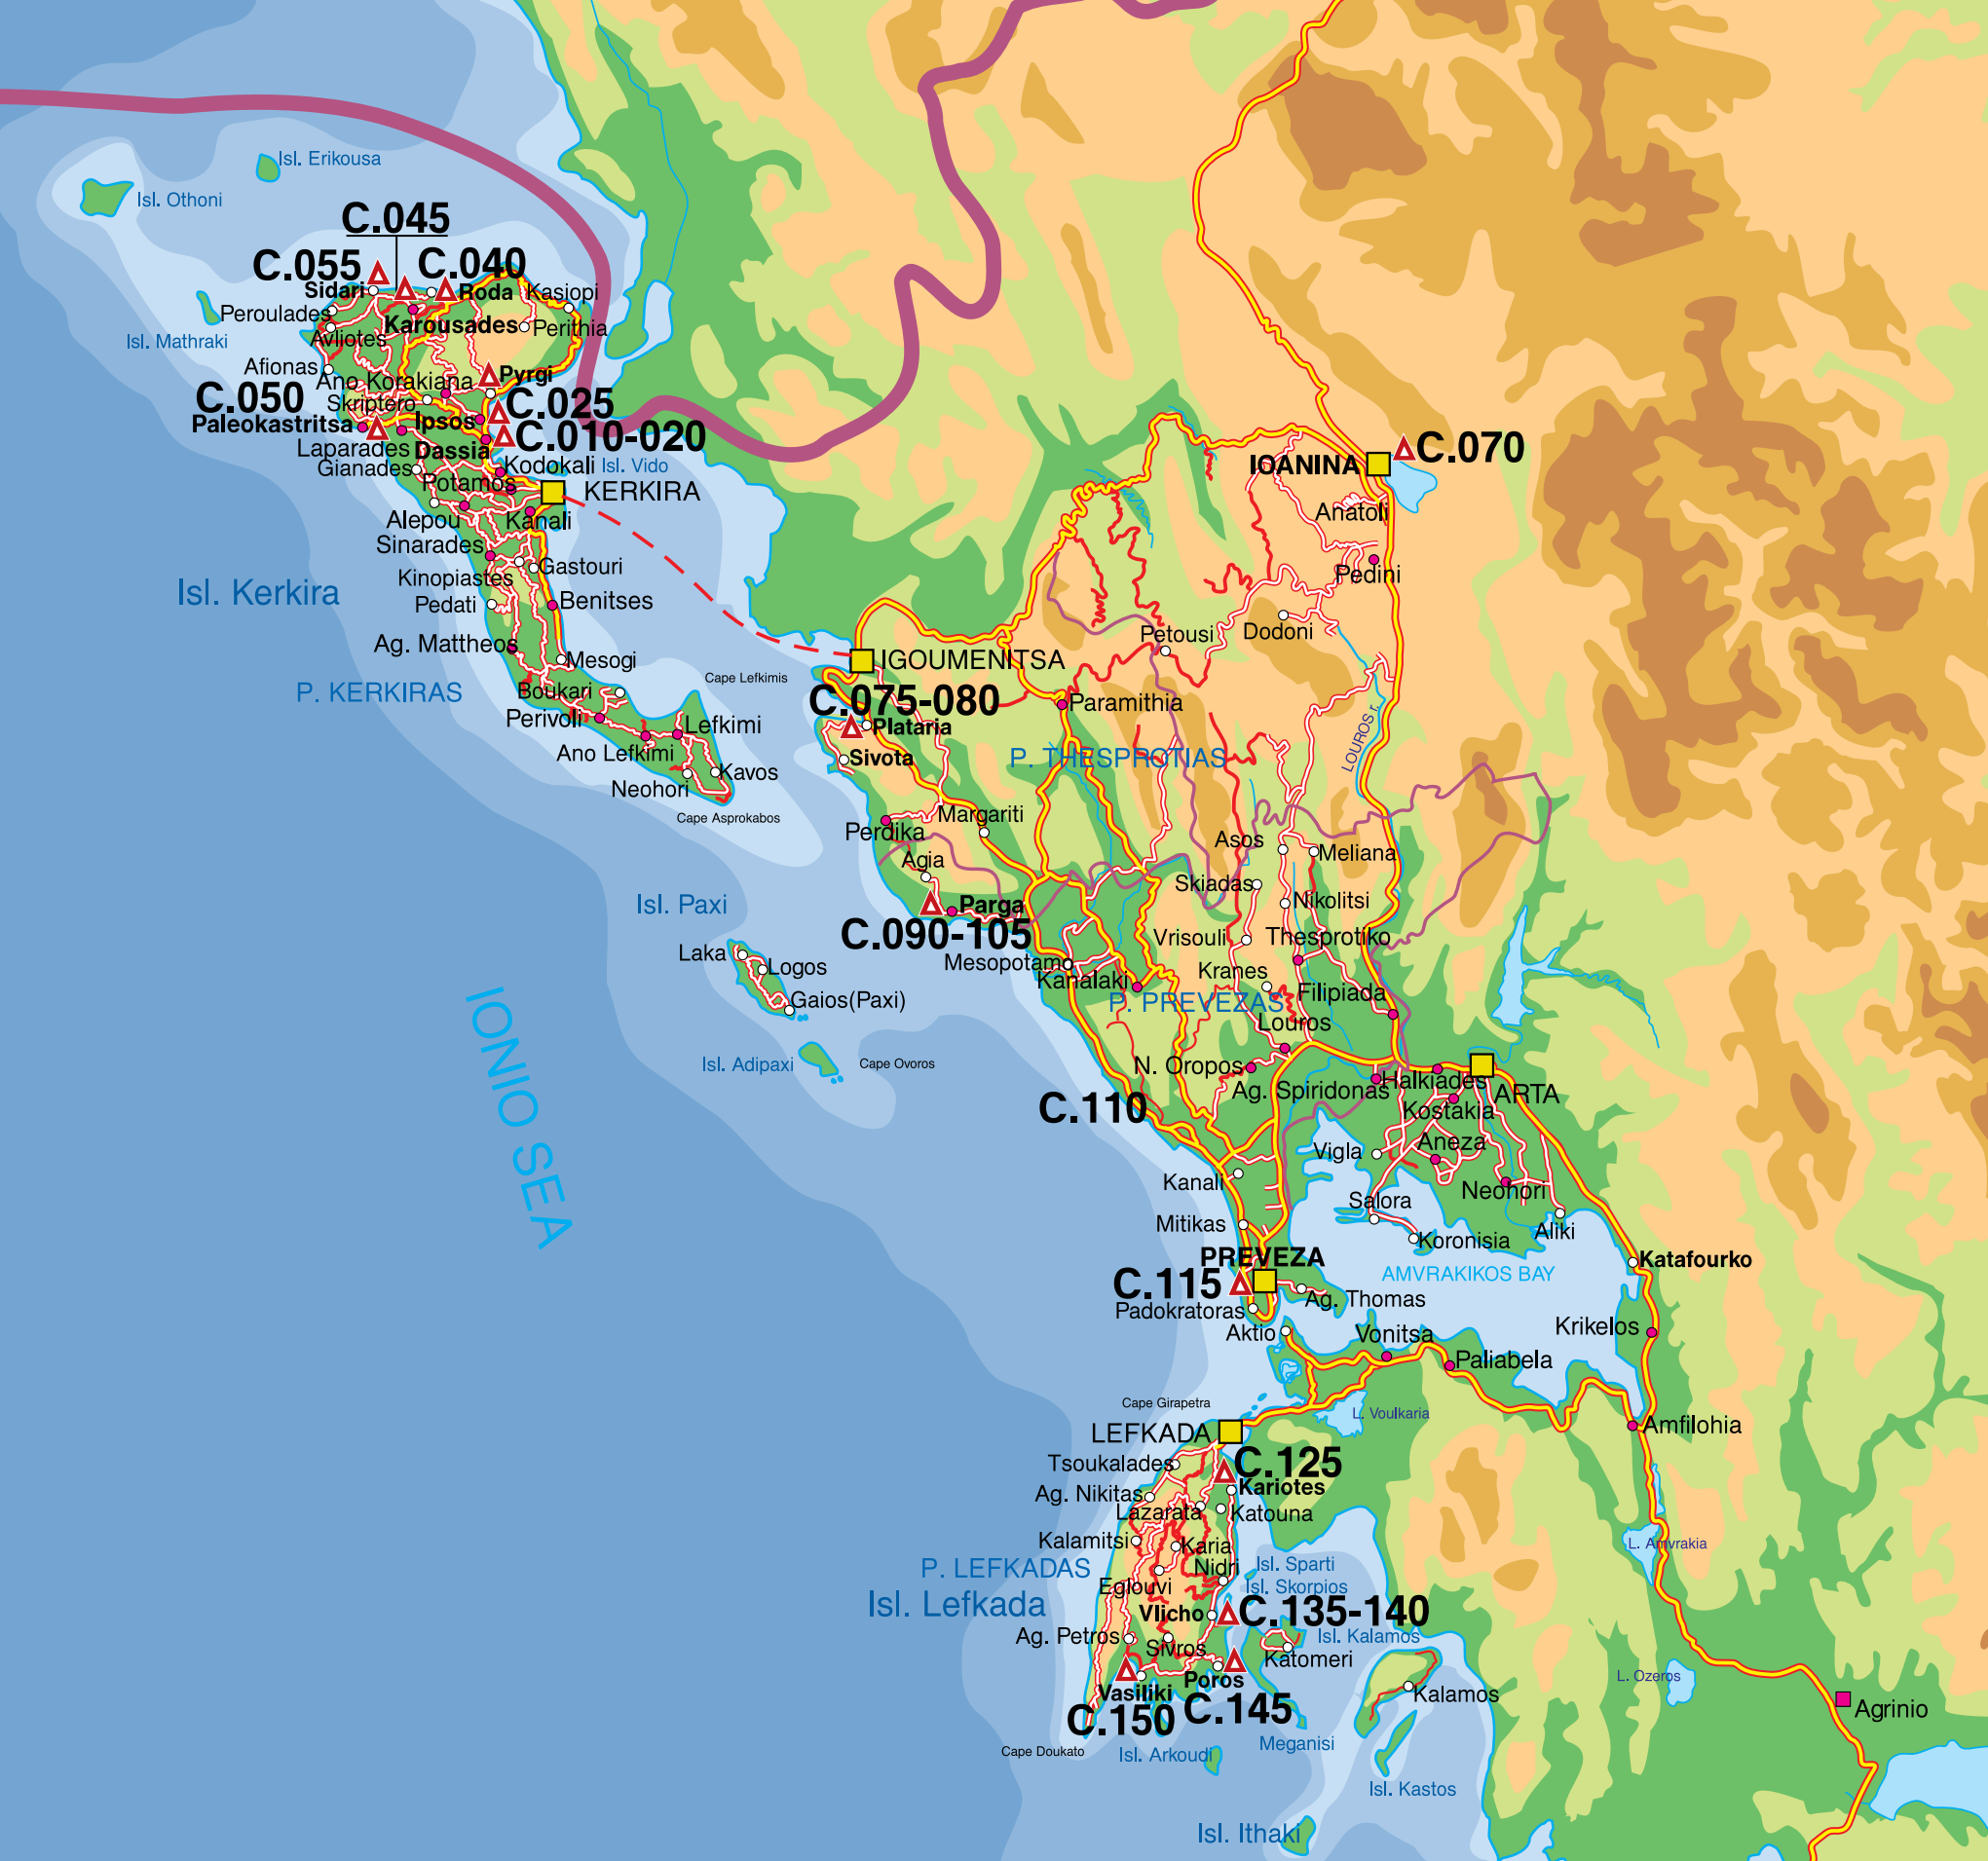 Isl. Erikousa
Isl. Othoni
C.045
C.055
C.040
Sidari
Roda
Kasiopi
Peroulades
Karousades
Perithia
Isl. Mathraki
Avliotes
Afionas
Ano Korakiana
Pyrgi
C.050
Skriptero
C.025
Paleokastritsa
Ipsos
C.010-020
Laparades
Dassia
Gianades
Kodokali
Isl. Vido
Potamos
KERKIRA
Alepou
Kanali
Sinarades
Gastouri
Kinopiastes
Isl. Kerkira
Pedati
Benitses
Ag. Mattheos
Mesogi
P. KERKIRAS
Boukari
Cape Lefkimis
Perivoli
Lefkimi
Ano Lefkimi
Kavos
Neohori
Cape Asprokabos
C.070
IOANINA
Anatoli
Pedini
Dodoni
Petousi
IGOUMENITSA
C.075-080
Plataria
Paramithia
Sivota
P. THESPROTIAS
LOUROS r.
Margariti
Perdika
Asos
Meliana
Agia
Skiadas
Nikolitsi
Isl. Paxi
Parga
C.090-105
Vrisouli
Thesprotiko
Laka
Logos
Mesopotamo
Kanalaki
Kranes
Gaios(Paxi)
P. PREVEZAS
Filipiada
Louros
IONIO SEA
Isl. Adipaxi
Cape Ovoros
N. Oropos
Ag. Spiridonas
Halkiades
ARTA
C.110
Kostakia
Vigla
Aneza
Kanali
Neohori
Salora
Mitikas
Koronisia
Aliki
PREVEZA
AMVRAKIKOS BAY
Katafourko
C.115
Ag. Thomas
Padokratoras
Aktio
Vonitsa
Krikelos
Paliabela
Cape Girapetra
L. Voulkaria
LEFKADA
Amfilohia
Tsoukalades
C.125
Ag. Nikitas
Kariotes
Lazarata
Katouna
Kalamitsi
Karia
L. Amvrakia
P. LEFKADAS
Nidri
Isl. Sparti
Eglouvi
Isl. Skorpios
Isl. Lefkada
Vlicho
C.135-140
Ag. Petros
Sivros
Isl. Kalamos
Katomeri
Poros
L. Ozeros
Vasiliki
Kalamos
C.150
C.145
Agrinio
Cape Doukato
Isl. Arkoudi
Meganisi
Isl. Kastos
Isl. Ithaki